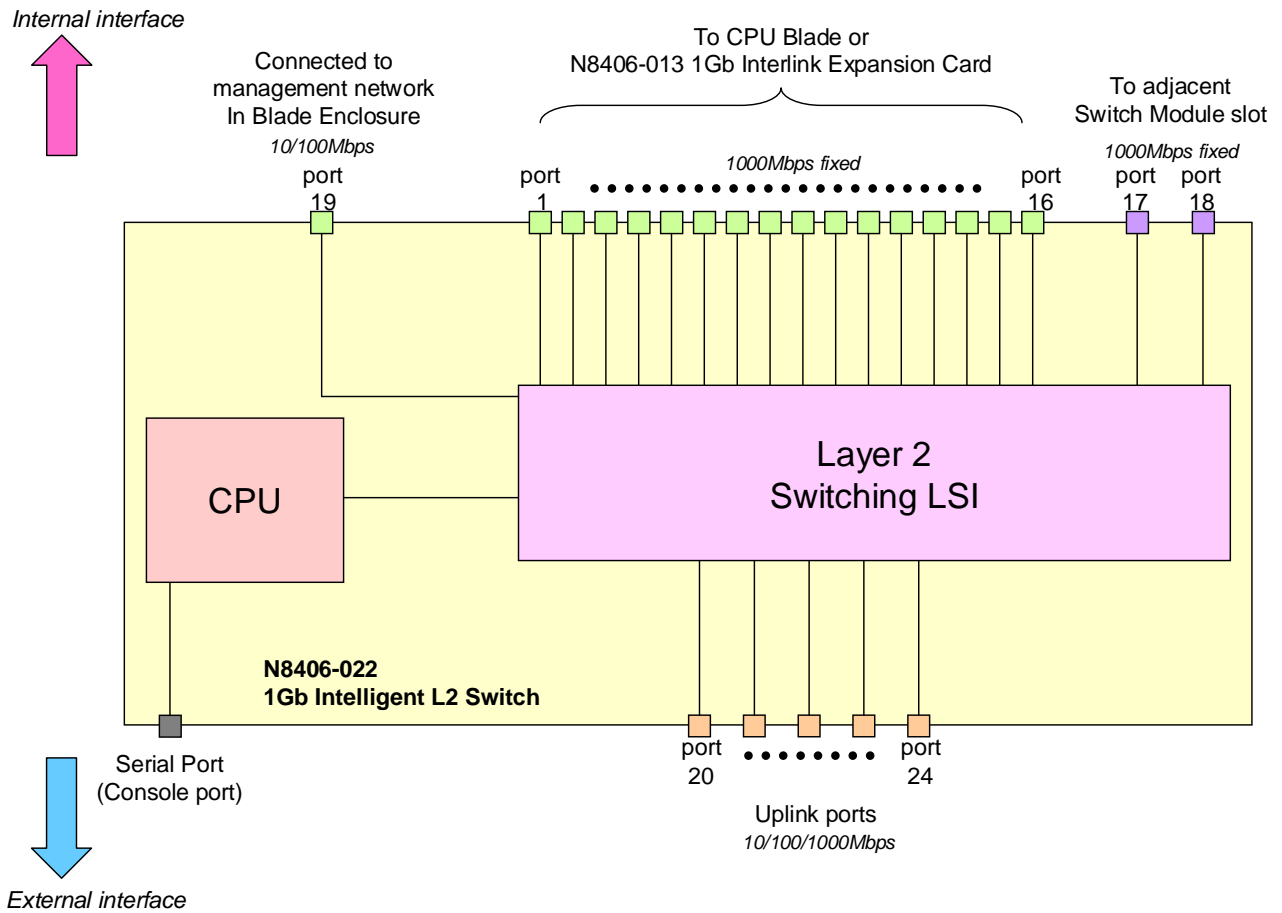 Internal interface
Connected to
management network
In Blade Enclosure
10/100Mbps
port
19
To CPU Blade or
N8406-013 1Gb Interlink Expansion Card
1000Mbps fixed
port
1
port
16
To adjacent
Switch Module slot
1000Mbps fixed
port
17
port
18
CPU
Layer 2
Switching LSI
N8406-022
1Gb Intelligent L2 Switch
Serial Port
(Console port)
port
20
port
24
Uplink ports
10/100/1000Mbps
External interface